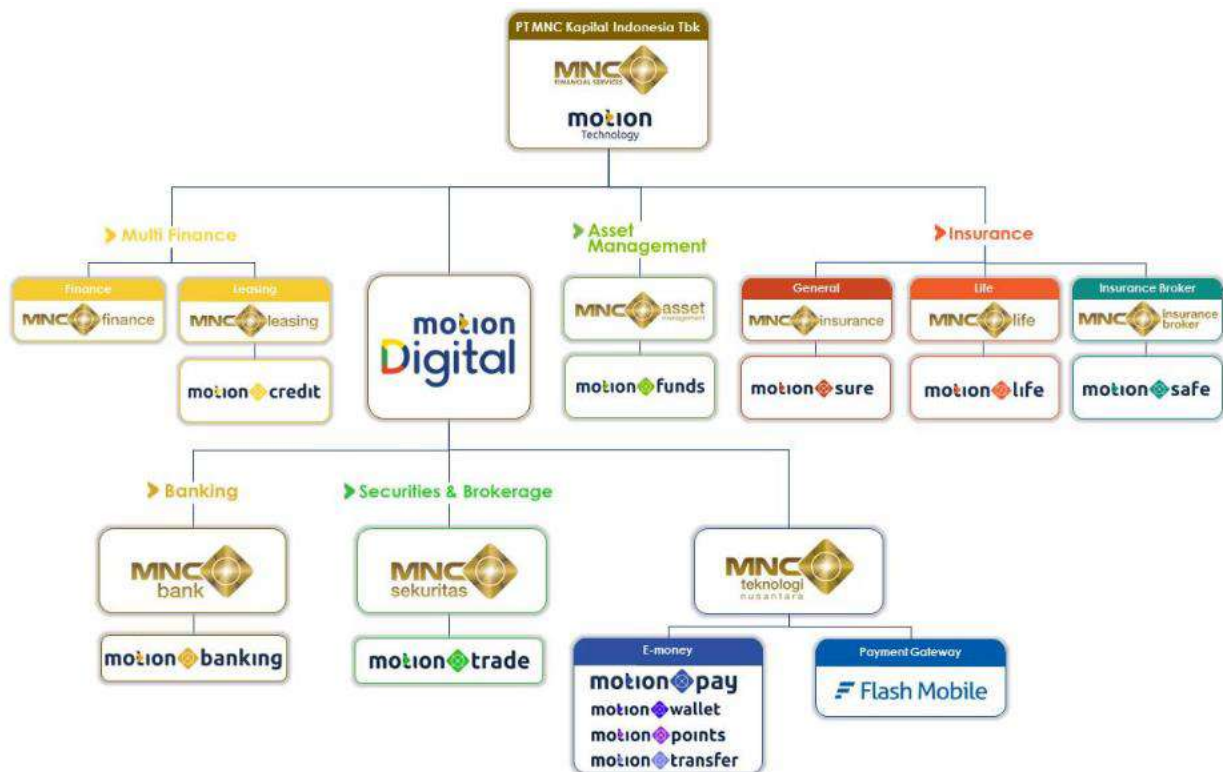 PT MNC Kapital Indonesia Tbk
MNC
FINANCIAL SERVICES
motion
Technology
Multi Finance
Asset
Management
Insurance
Finance
MNC finance
Leasing
MNC leasing
motion credit
motion
Digital
MNC asset
management
motion funds
General
MNC insurance
motion sure
Life
MNC life
motion life
Insurance Broker
MNC insurance
broker
motion safe
Banking
MNC
bank
motion banking
Securities & Brokerage
MNC
sekuritas
motion trade
MNC
teknologi
nusantara
E-money
motion pay
motion wallet
motion points
motion transfer
Payment Gateway
Flash Mobile